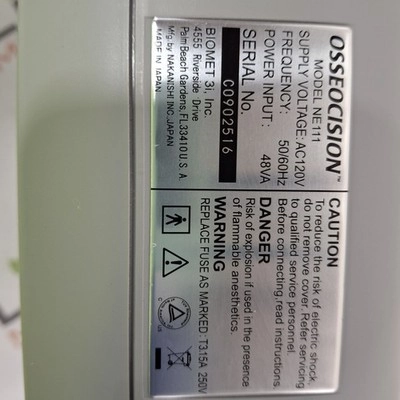 OSSEOCISION™
MODEL NE111
SUPPLY VOLTAGE: AC120V
FREQUENCY: 50/60Hz
POWER INPUT: 48VA
SERIAL NO.
C0902516
BIOMET 3i, Inc.
4555 Riverside Drive
Palm Beach Gardens, FL 33410 U.S.A
Mfg. by NAKANISHI INC. JAPAN
MADE IN JAPAN
CAUTION
To reduce the risk of electric shock,
do not remove cover. Refer servicing
to qualified service personnel.
Before connecting, read instructions.
DANGER
Risk of explosion if used in the presence
of flammable anesthetics.
WARNING
REPLACE FUSE AS MARKED: T3.15A 250V